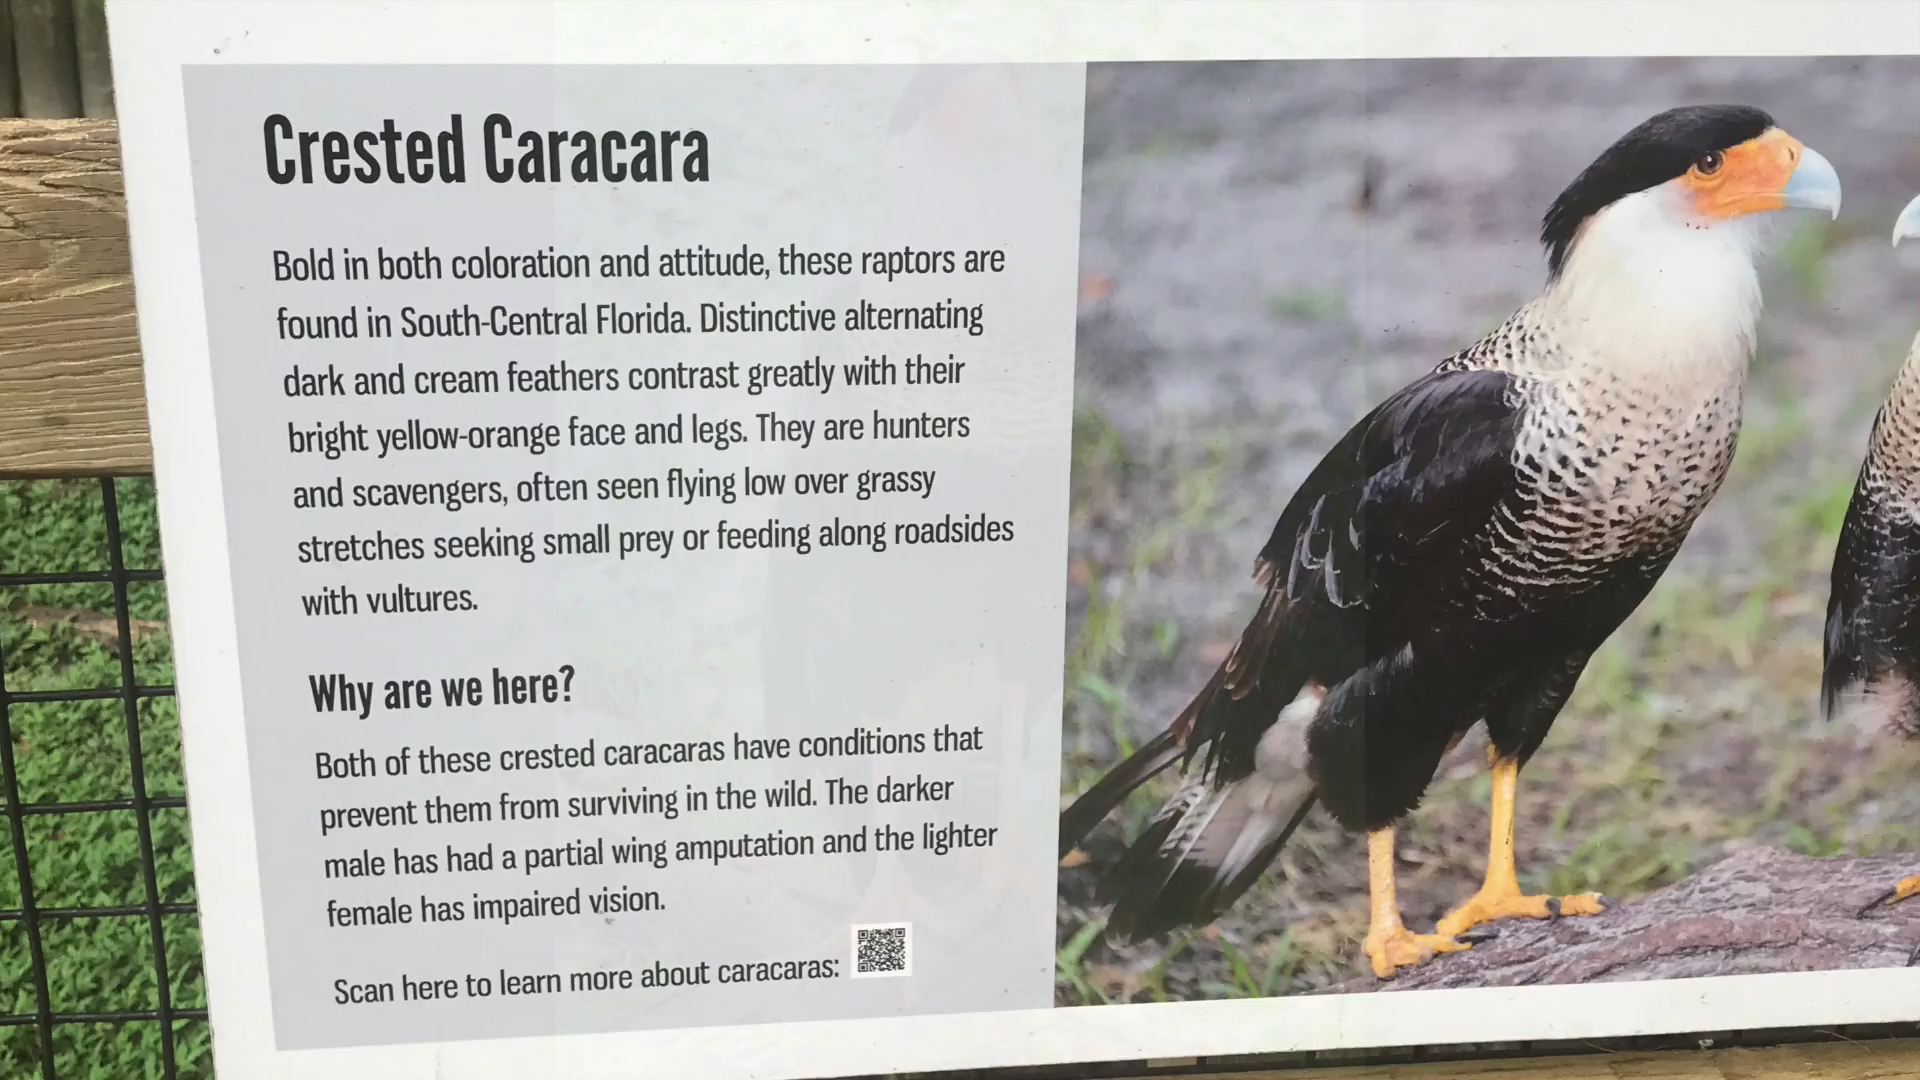 Crested Caracara
Bold in both coloration and attitude, these raptors are
found in South-Central Florida. Distinctive alternating
dark and cream feathers contrast greatly with their
bright yellow-orange face and legs. They are hunters
and scavengers, often seen flying low over grassy
stretches seeking small prey or feeding along roadsides
with vultures.
Why are we here?
Both of these crested caracaras have conditions that
prevent them from surviving in the wild. The darker
male has had a partial wing amputation and the lighter
female has impaired vision.
Scan here to learn more about caracaras: